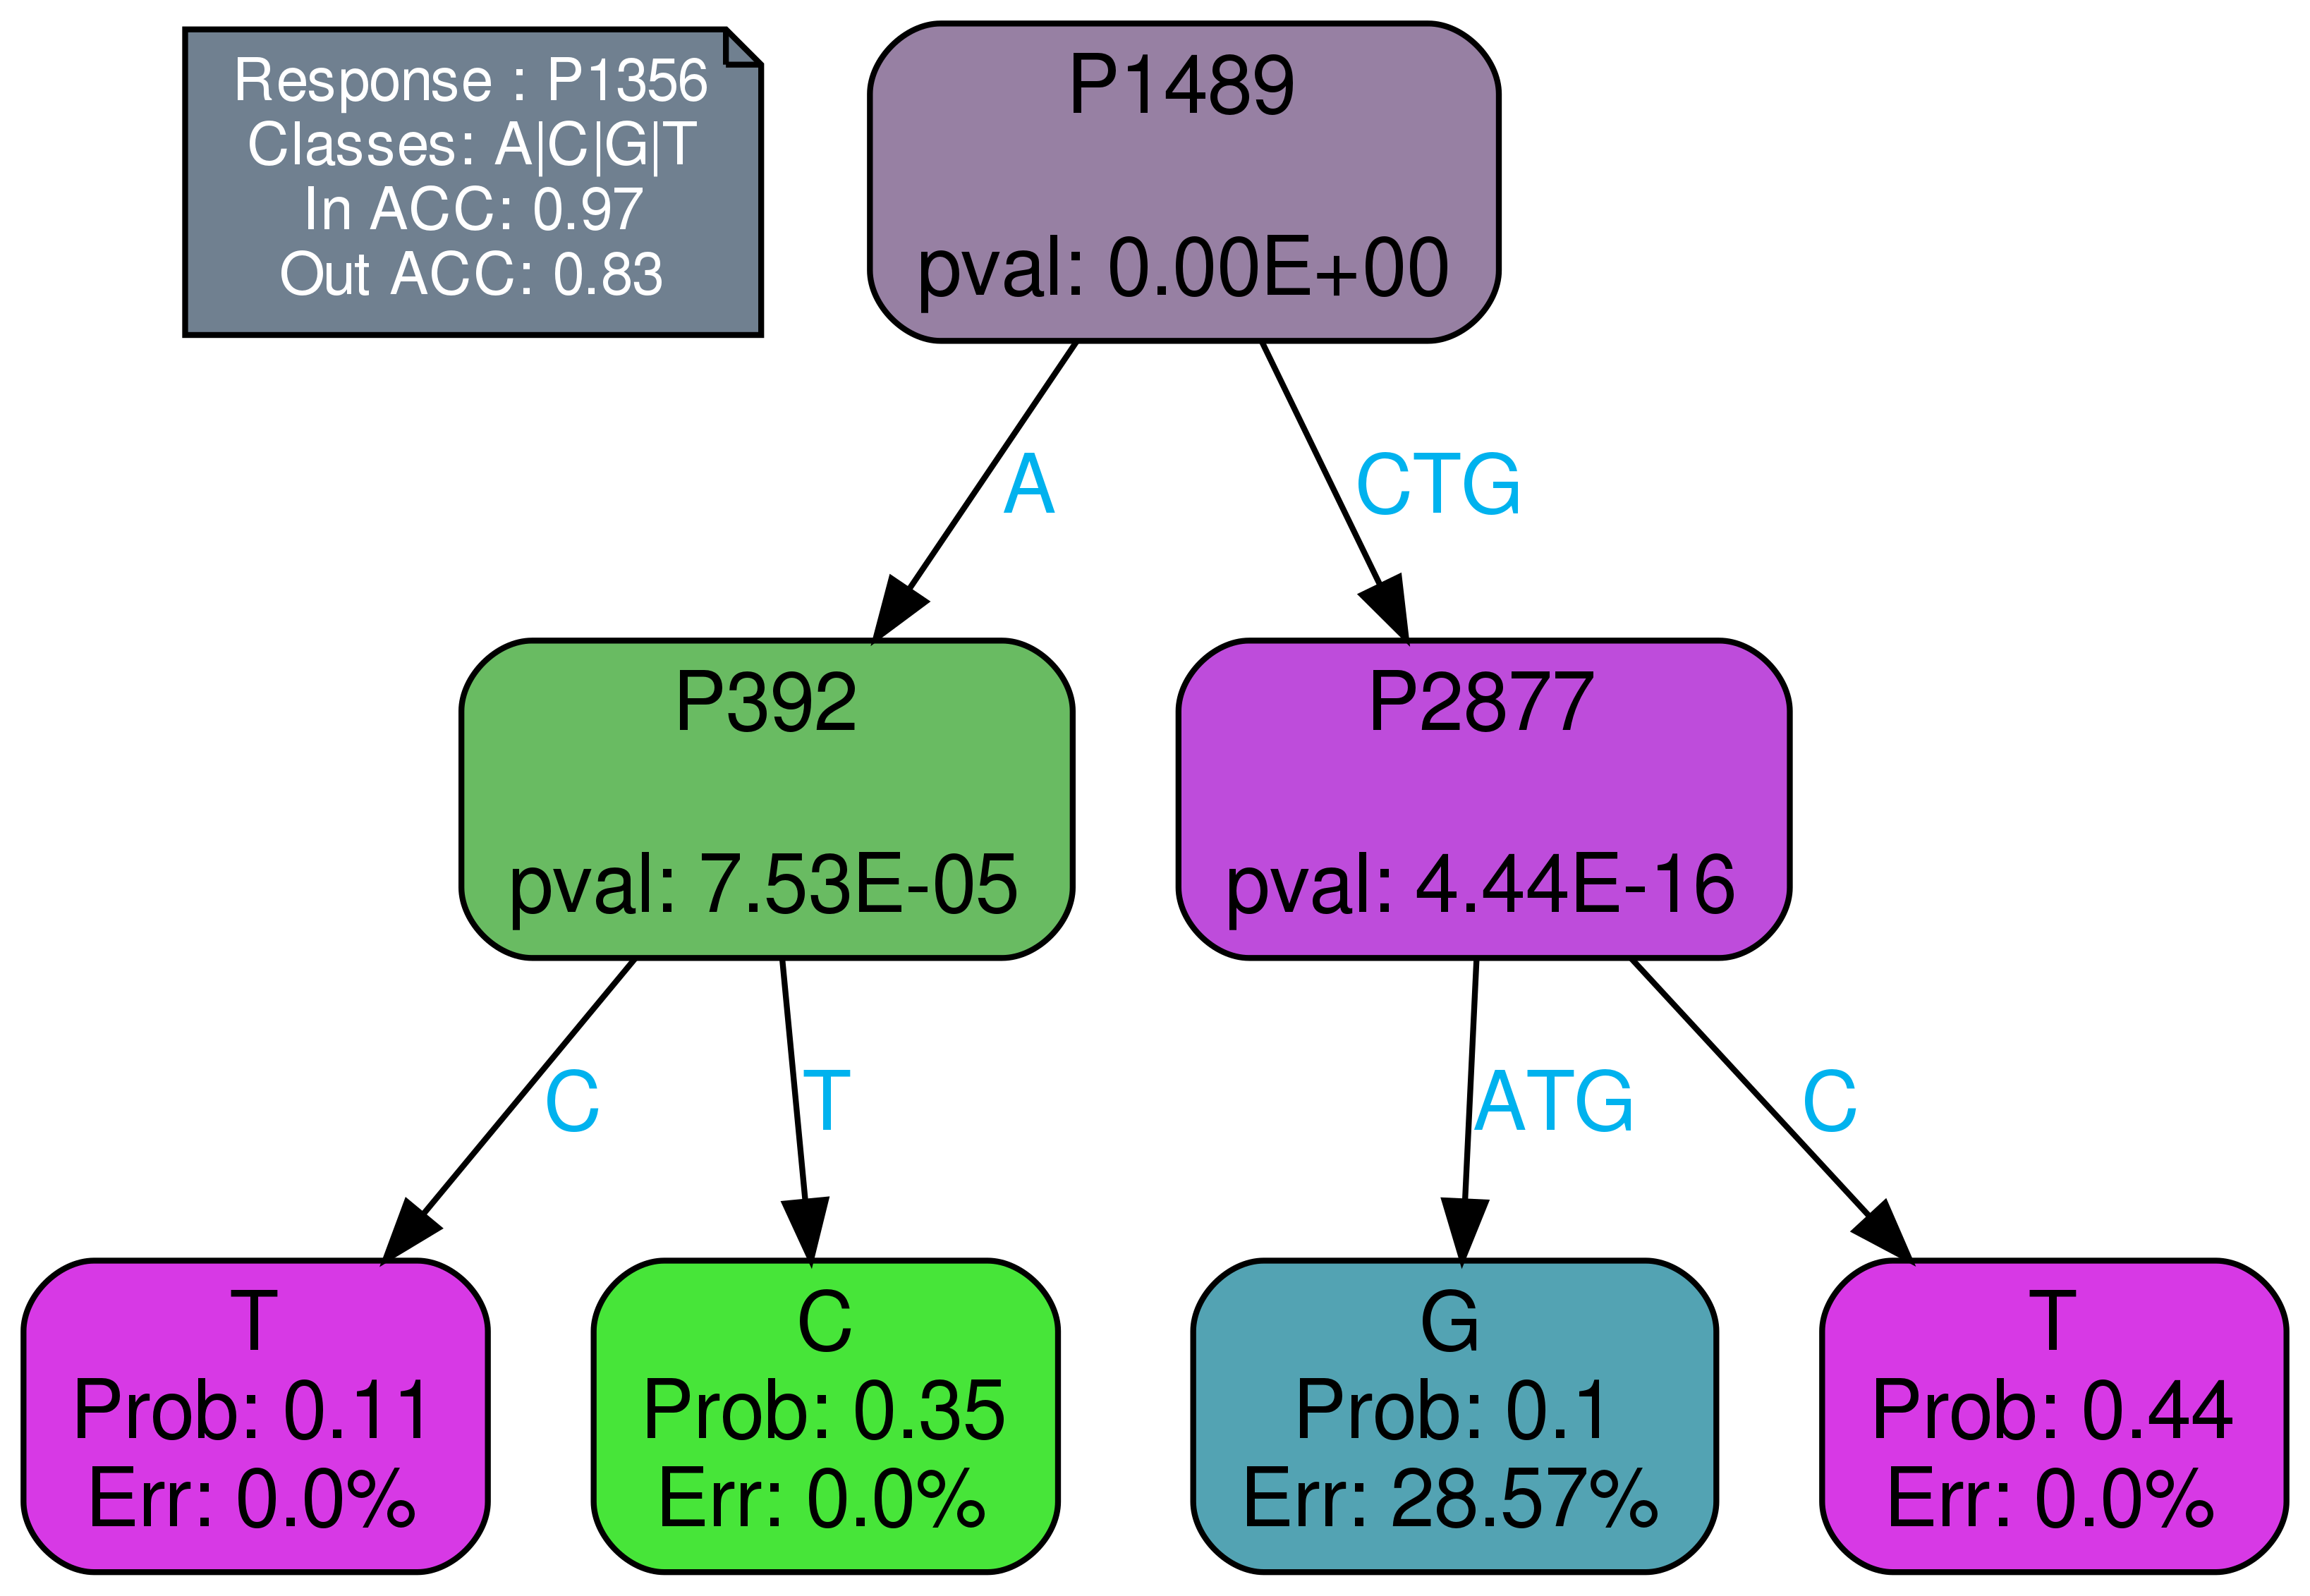 Response : P1356
Classes: A|C|G|T
In ACC: 0.97
Out ACC: 0.83
P1489
pval: 0.00E+00
A
CTG
P392
pval: 7.53E-05
P2877
pval: 4.44E-16
C
T
ATG
C
T
Prob: 0.11
Err: 0.0%
C
Prob: 0.35
Err: 0.0%
G
Prob: 0.1
Err: 28.57%
T
Prob: 0.44
Err: 0.0%